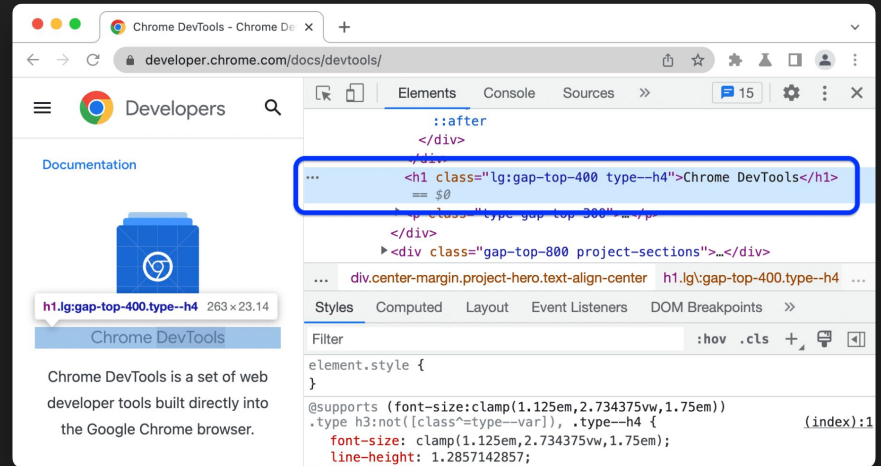 Chrome DevTools - Chrome De
developer.chrome.com/docs/devtools/
Developers
Documentation
h1.lg:gap-top-400.type--h4 263×23.14
Chrome DevTools
Chrome DevTools is a set of web
developer tools built directly into
the Google Chrome browser.
Elements Console Sources » 15
::after
</div>
</div>
… <h1 class="lg:gap-top-400 type--h4">Chrome DevTools</h1>
== $0
<p class="type gap-top-300">…</p>
</div>
<div class="gap-top-800 project-sections">…</div>
… div.center-margin.project-hero.text-align-center h1.lg\:gap-top-400.type--h4 …
Styles Computed Layout Event Listeners DOM Breakpoints »
Filter :hov .cls +
element.style {
}
@supports (font-size:clamp(1.125em,2.734375vw,1.75em))
.type h3:not([class^=type--var]), .type--h4 { (index):1
font-size: clamp(1.125em,2.734375vw,1.75em);
line-height: 1.2857142857;